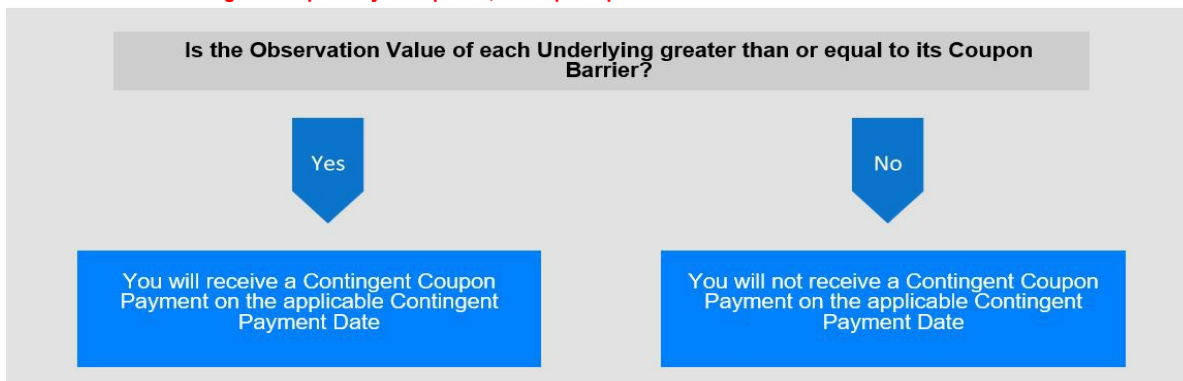 Is the Observation Value of each Underlying greater than or equal to its Coupon
Barrier?
Yes
No
You will receive a Contingent Coupon
Payment on the applicable Contingent
Payment Date
You will not receive a Contingent Coupon
Payment on the applicable Contingent
Payment Date